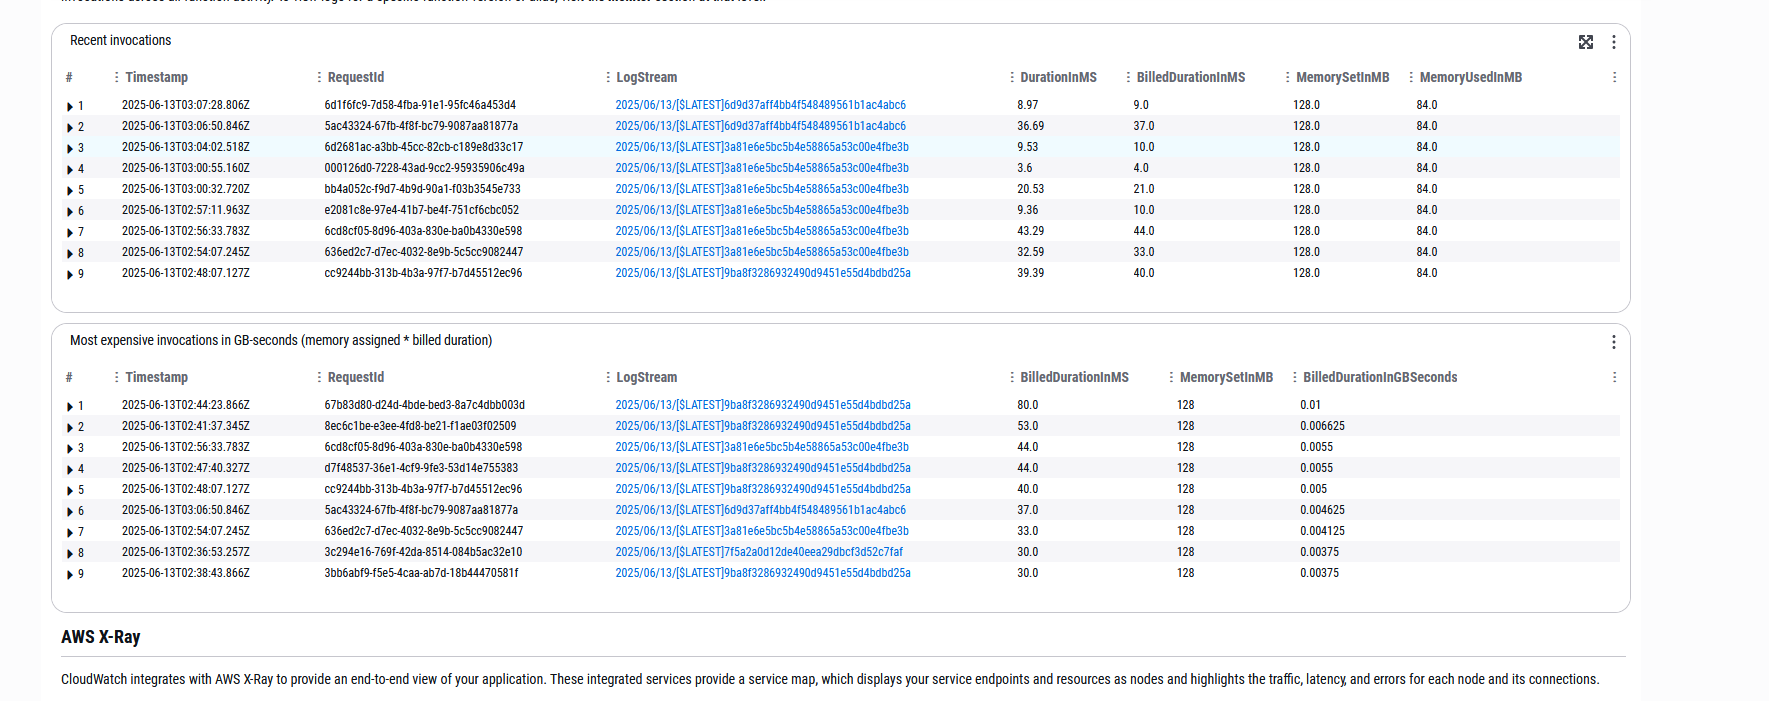 Recent invocations
# Timestamp RequestId LogStream DurationInMS BilledDurationInMS MemorySetInMB MemoryUsedInMB
1 2025-06-13T03:07:28.806Z 6d1f6fc9-7d58-4fba-91e1-95fc46a453d4 2025/06/13/[$LATEST]6d9d37aff4bb4f548489561b1ac4abc6 8.97 9.0 128.0 84.0
2 2025-06-13T03:06:50.846Z 5ac43324-67fb-4f8f-bc79-9087aa81877a 2025/06/13/[$LATEST]6d9d37aff4bb4f548489561b1ac4abc6 36.69 37.0 128.0 84.0
3 2025-06-13T03:04:02.518Z 6d2681ac-a3bb-45cc-82cb-c189e8d33c17 2025/06/13/[$LATEST]3a81e6e5bc5b4e58865a53c00e4fbe3b 9.53 10.0 128.0 84.0
4 2025-06-13T03:00:55.160Z 000126d0-7228-43ad-9cc2-95935906c49a 2025/06/13/[$LATEST]3a81e6e5bc5b4e58865a53c00e4fbe3b 3.6 4.0 128.0 84.0
5 2025-06-13T03:00:32.720Z bb4a052c-f9d7-4b9d-90a1-f03b3545e733 2025/06/13/[$LATEST]3a81e6e5bc5b4e58865a53c00e4fbe3b 20.53 21.0 128.0 84.0
6 2025-06-13T02:57:11.963Z e2081c8e-97e4-41b7-be4f-751cf6cbc052 2025/06/13/[$LATEST]3a81e6e5bc5b4e58865a53c00e4fbe3b 9.36 10.0 128.0 84.0
7 2025-06-13T02:56:33.783Z 6cd8cf05-8d96-403a-830e-ba0b4330e598 2025/06/13/[$LATEST]3a81e6e5bc5b4e58865a53c00e4fbe3b 43.29 44.0 128.0 84.0
8 2025-06-13T02:54:07.245Z 636ed2c7-d7ec-4032-8e9b-5c5cc9082447 2025/06/13/[$LATEST]3a81e6e5bc5b4e58865a53c00e4fbe3b 32.59 33.0 128.0 84.0
9 2025-06-13T02:48:07.127Z cc9244bb-313b-4b3a-97f7-b7d45512ec96 2025/06/13/[$LATEST]9ba8f3286932490d9451e55d4bdbd25a 39.39 40.0 128.0 84.0
Most expensive invocations in GB-seconds (memory assigned * billed duration)
# Timestamp RequestId LogStream BilledDurationInMS MemorySetInMB BilledDurationInGBSeconds
1 2025-06-13T02:44:23.866Z 67b83d80-d24d-4bde-bed3-8a7c4dbb003d 2025/06/13/[$LATEST]9ba8f3286932490d9451e55d4bdbd25a 80.0 128 0.01
2 2025-06-13T02:41:37.345Z 8ec6c1be-e3ee-4fd8-be21-f1ae03f02509 2025/06/13/[$LATEST]9ba8f3286932490d9451e55d4bdbd25a 53.0 128 0.006625
3 2025-06-13T02:56:33.783Z 6cd8cf05-8d96-403a-830e-ba0b4330e598 2025/06/13/[$LATEST]3a81e6e5bc5b4e58865a53c00e4fbe3b 44.0 128 0.0055
4 2025-06-13T02:47:40.327Z d7f48537-36e1-4cf9-9fe3-53d14e755383 2025/06/13/[$LATEST]9ba8f3286932490d9451e55d4bdbd25a 44.0 128 0.0055
5 2025-06-13T02:48:07.127Z cc9244bb-313b-4b3a-97f7-b7d45512ec96 2025/06/13/[$LATEST]9ba8f3286932490d9451e55d4bdbd25a 40.0 128 0.005
6 2025-06-13T03:06:50.846Z 5ac43324-67fb-4f8f-bc79-9087aa81877a 2025/06/13/[$LATEST]6d9d37aff4bb4f548489561b1ac4abc6 37.0 128 0.004625
7 2025-06-13T02:54:07.245Z 636ed2c7-d7ec-4032-8e9b-5c5cc9082447 2025/06/13/[$LATEST]3a81e6e5bc5b4e58865a53c00e4fbe3b 33.0 128 0.004125
8 2025-06-13T02:36:53.257Z 3c294e16-769f-42da-8514-084b5ac32e10 2025/06/13/[$LATEST]7f5a2a0d12de40eea29dbcf3d52c7faf 30.0 128 0.00375
9 2025-06-13T02:38:43.866Z 3bb6abf9-f5e5-4caa-ab7d-18b44470581f 2025/06/13/[$LATEST]9ba8f3286932490d9451e55d4bdbd25a 30.0 128 0.00375
AWS X-Ray
CloudWatch integrates with AWS X-Ray to provide an end-to-end view of your application. These integrated services provide a service map, which displays your service endpoints and resources as nodes and highlights the traffic, latency, and errors for each node and its connections.